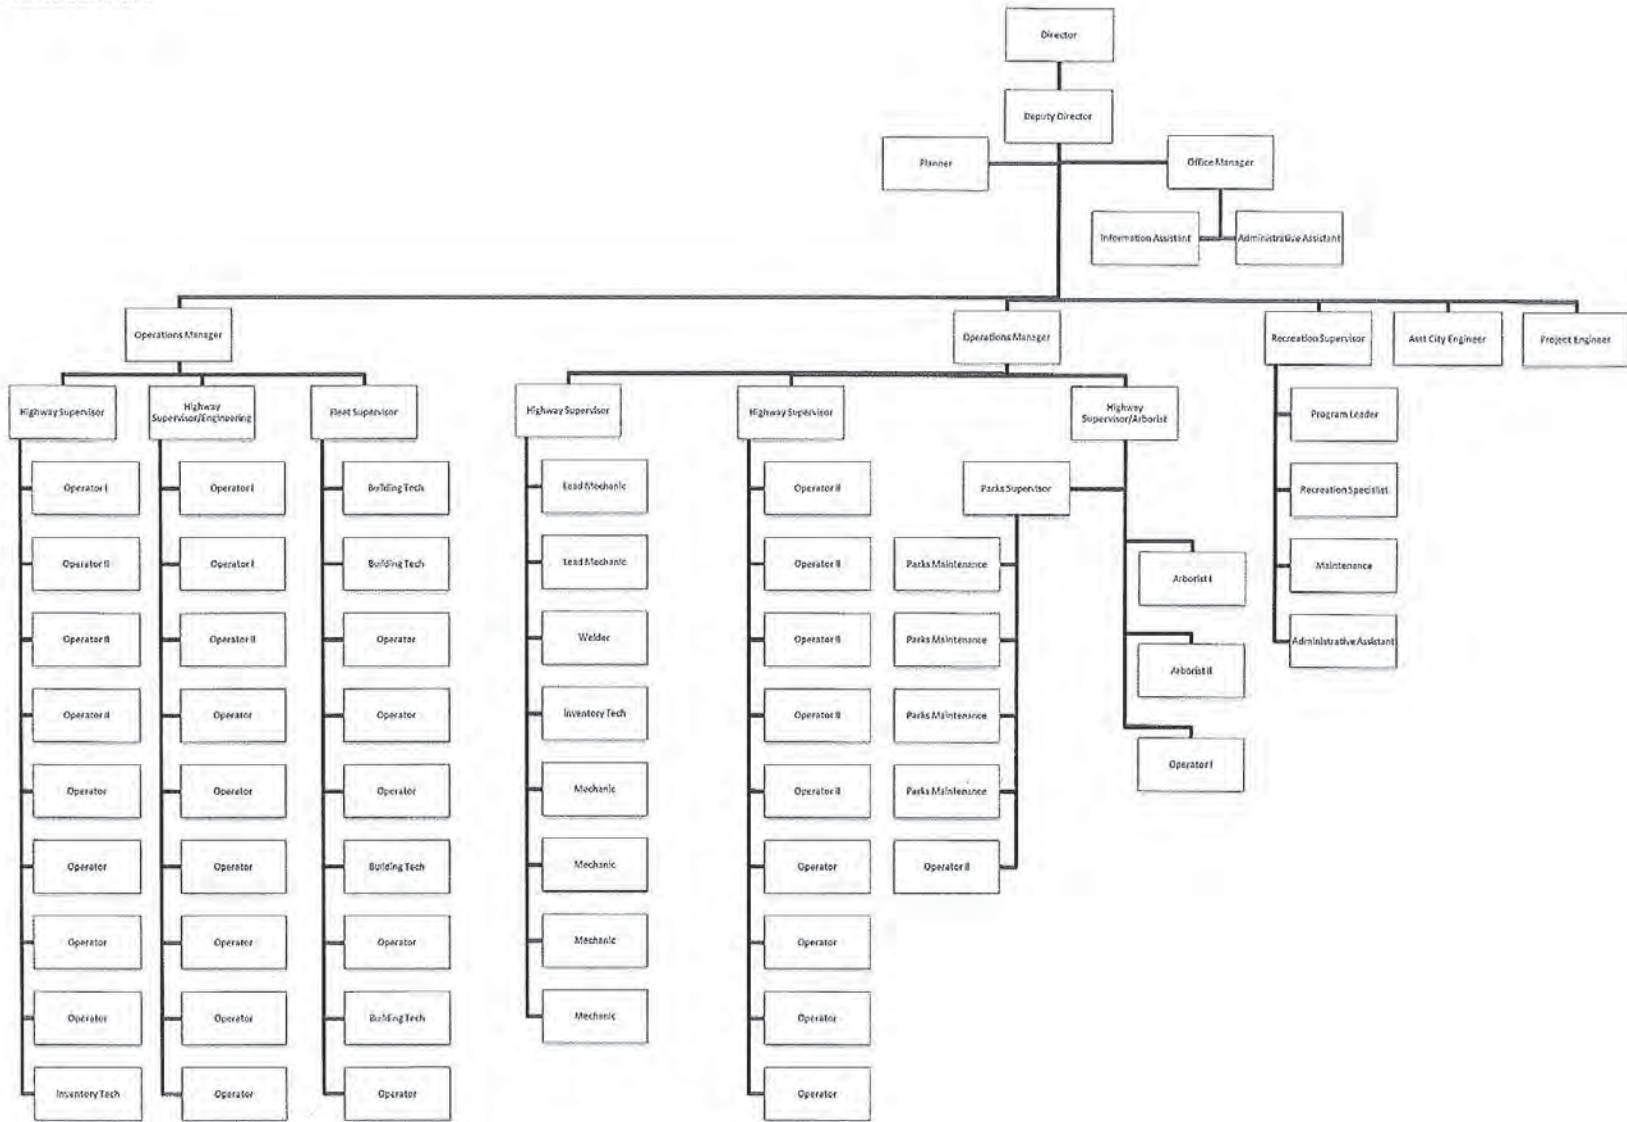 Director
Deputy Director
Planner
Office Manager
Information Assistant
Administrative Assistant
Operations Manager
Operations Manager
Recreation Supervisor
Asst City Engineer
Project Engineer
Highway Supervisor
Highway
Supervisor/Engineering
Fleet Supervisor
Highway Supervisor
Highway Supervisor
Highway
Supervisor/Arborist
Operator I
Operator II
Operator II
Operator II
Operator
Operator
Operator
Operator
Inventory Tech
Operator I
Operator I
Operator II
Operator
Operator
Operator
Operator
Operator
Operator
Building Tech
Building Tech
Operator
Operator
Operator
Building Tech
Operator
Building Tech
Operator
Lead Mechanic
Lead Mechanic
Welder
Inventory Tech
Mechanic
Mechanic
Mechanic
Mechanic
Operator II
Operator II
Operator II
Operator II
Operator II
Operator
Operator
Operator
Operator
Parks Supervisor
Parks Maintenance
Parks Maintenance
Parks Maintenance
Parks Maintenance
Operator II
Arborist I
Arborist II
Operator I
Program Leader
Recreation Specialist
Maintenance
Administrative Assistant